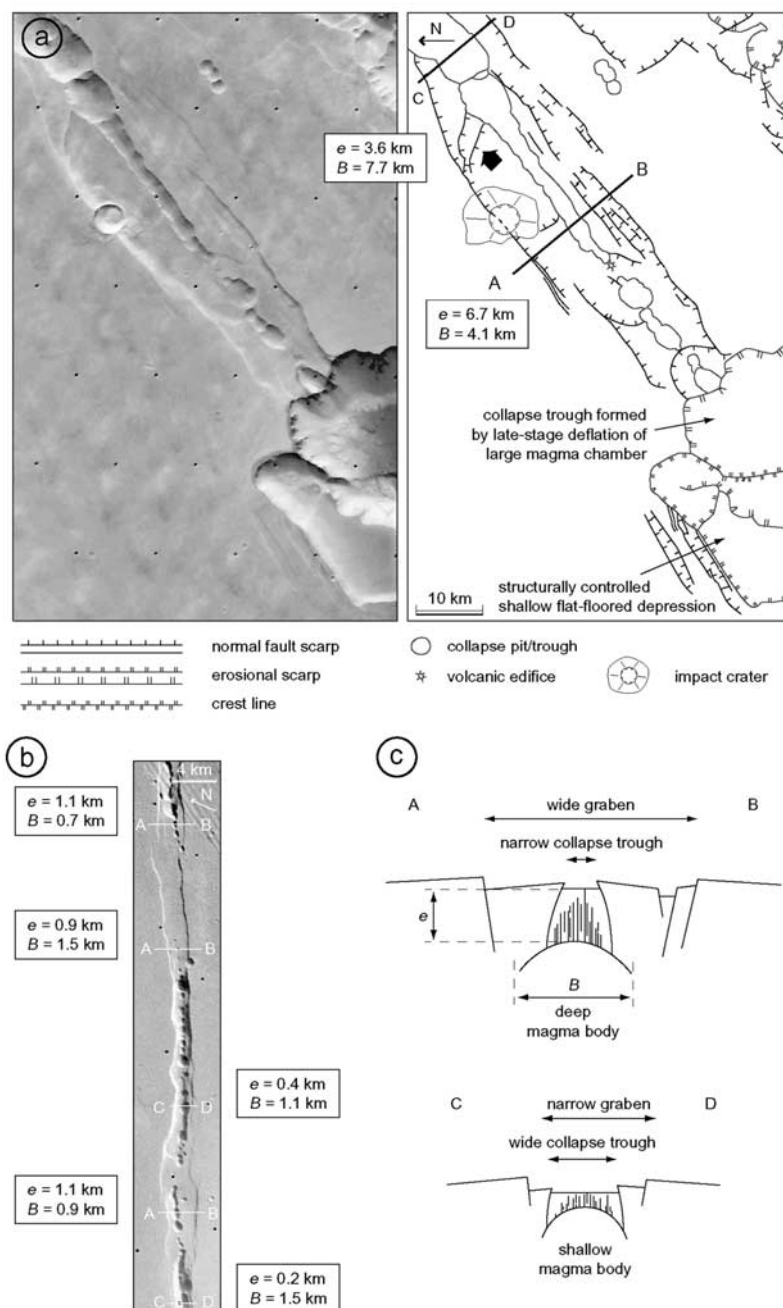 a
N
D
C
e = 3.6 km
B = 7.7 km
B
A
e = 6.7 km
B = 4.1 km
collapse trough formed
by late-stage deflation of
large magma chamber
structurally controlled
shallow flat-floored depression
10 km
normal fault scarp
erosional scarp
crest line
collapse pit/trough
volcanic edifice
impact crater
b
4 km
N
e = 1.1 km
B = 0.7 km
A B
e = 0.9 km
B = 1.5 km
A B
e = 0.4 km
B = 1.1 km
C D
e = 1.1 km
B = 0.9 km
A B
e = 0.2 km
B = 1.5 km
C D
c
A B
wide graben
narrow collapse trough
e
B
deep
magma body
C D
narrow graben
wide collapse trough
shallow
magma body